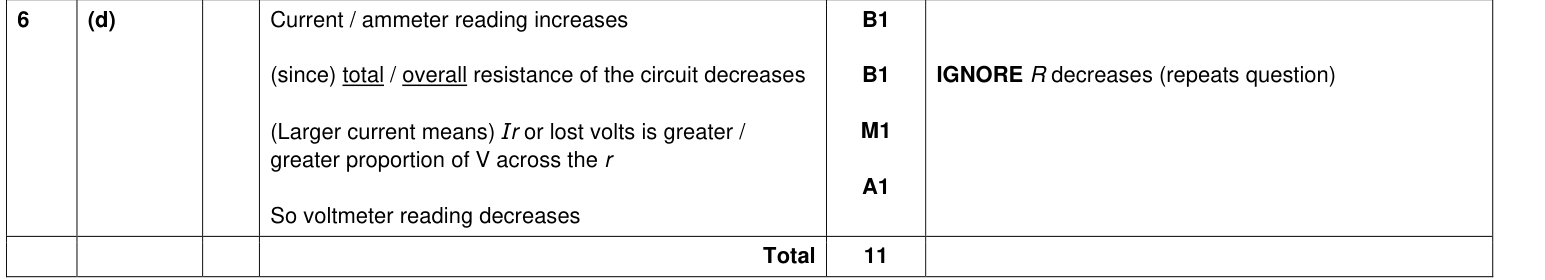 6 (d) Current / ammeter reading increases B1
(since) total / overall resistance of the circuit decreases B1 IGNORE R decreases (repeats question)
(Larger current means) Ir or lost volts is greater / M1
greater proportion of V across the r
A1
So voltmeter reading decreases
Total 11